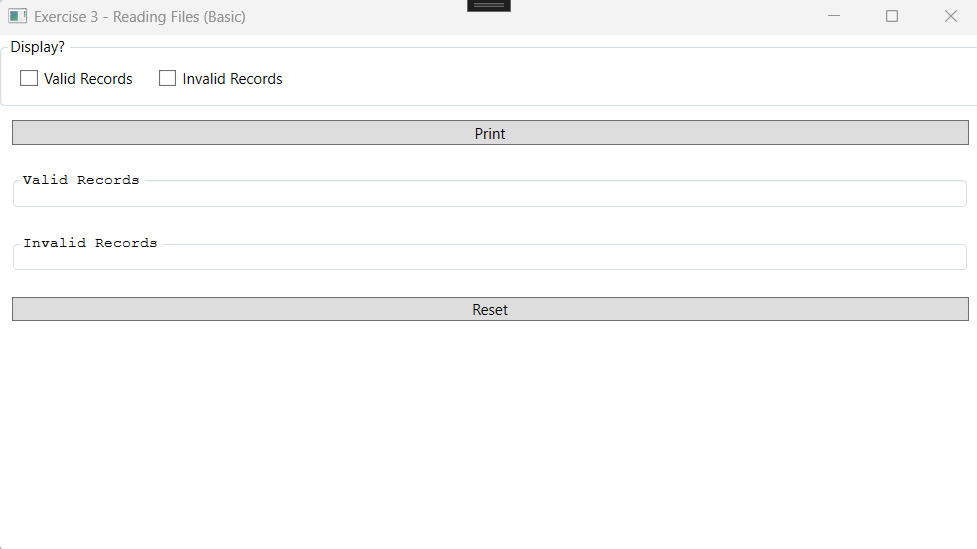 Exercise 3 - Reading Files (Basic)
Display?
Valid Records
Invalid Records
Print
Valid Records
Invalid Records
Reset